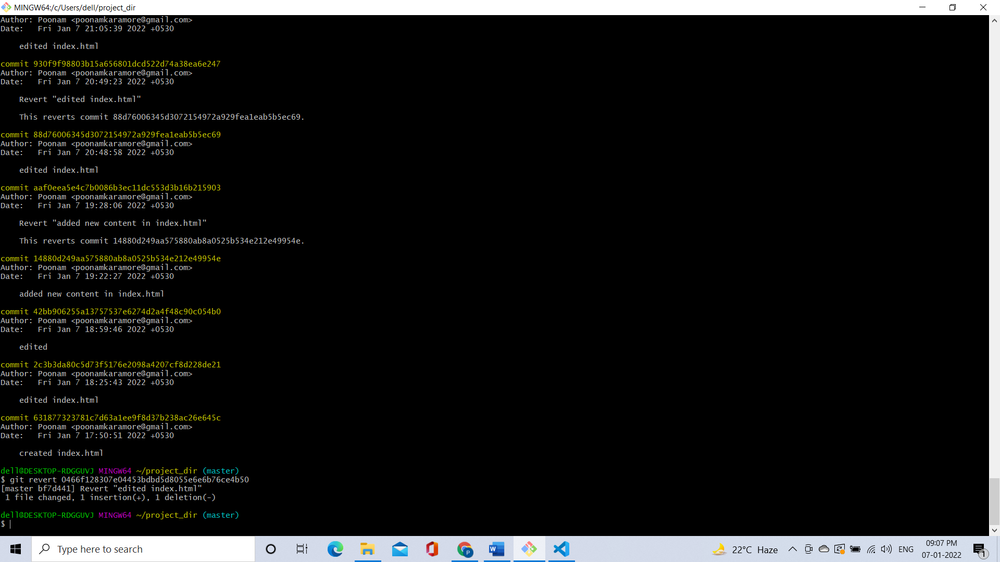 MINGW64:/c/Users/dell/project_dir
Author: Poonam <poonamkaramore@gmail.com>
Date:   Fri Jan 7 21:05:39 2022 +0530
    edited index.html
commit 930f9f98803b15a656801dcd522d74a38ea6e247
Author: Poonam <poonamkaramore@gmail.com>
Date:   Fri Jan 7 20:49:23 2022 +0530
    Revert "edited index.html"
    This reverts commit 88d76006345d3072154972a929fea1eab5b5ec69.
commit 88d76006345d3072154972a929fea1eab5b5ec69
Author: Poonam <poonamkaramore@gmail.com>
Date:   Fri Jan 7 20:48:58 2022 +0530
    edited index.html
commit aaf0eea5e4c7b0086b3ec11dc553d3b16b215903
Author: Poonam <poonamkaramore@gmail.com>
Date:   Fri Jan 7 19:28:06 2022 +0530
    Revert "added new content in index.html"
    This reverts commit 14880d249aa575880ab8a0525b534e212e49954e.
commit 14880d249aa575880ab8a0525b534e212e49954e
Author: Poonam <poonamkaramore@gmail.com>
Date:   Fri Jan 7 19:22:27 2022 +0530
    added new content in index.html
commit 42bb906255a13757537e6274d2a4f48c90c054b0
Author: Poonam <poonamkaramore@gmail.com>
Date:   Fri Jan 7 18:59:46 2022 +0530
    edited
commit 2c3b3da80c5d73f5176e2098a4207cf8d228de21
Author: Poonam <poonamkaramore@gmail.com>
Date:   Fri Jan 7 18:25:43 2022 +0530
    edited index.html
commit 631877323781c7d63a1ee9f8d37b238ac26e645c
Author: Poonam <poonamkaramore@gmail.com>
Date:   Fri Jan 7 17:50:51 2022 +0530
    created index.html
dell@DESKTOP-RDGGUVJ MINGW64 ~/project_dir (master)
$ git revert 0466f128307e04453bdbd5d8055e6e6b76ce4b50
[master bf7d441] Revert "edited index.html"
 1 file changed, 1 insertion(+), 1 deletion(-)
dell@DESKTOP-RDGGUVJ MINGW64 ~/project_dir (master)
$
Type here to search
P
W
22°C Haze
ENG
09:07 PM
07-01-2022
1